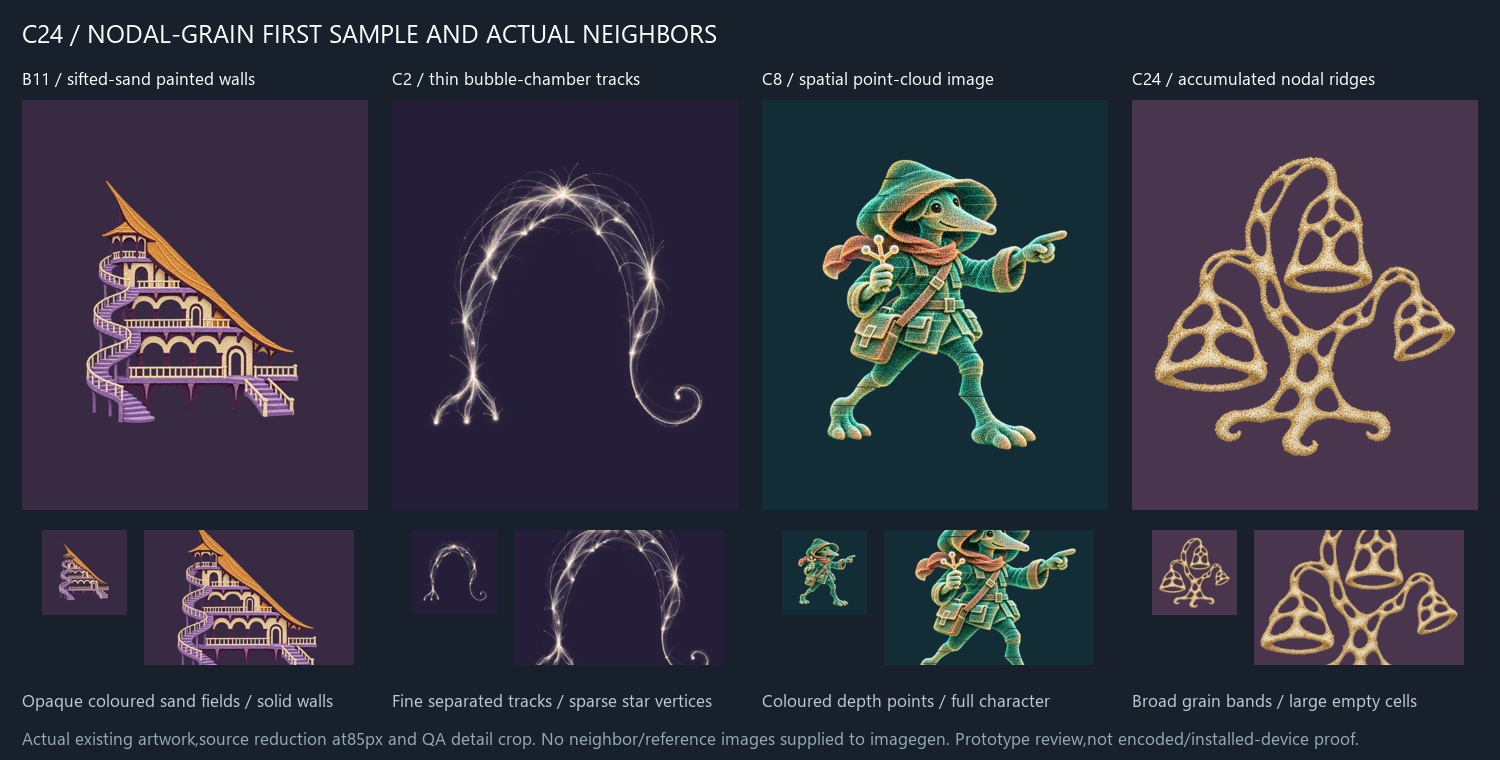 C24 / NODAL-GRAIN FIRST SAMPLE AND ACTUAL NEIGHBORS
B11 / sifted-sand painted walls
C2 / thin bubble-chamber tracks
C8 / spatial point-cloud image
C24 / accumulated nodal ridges
Opaque coloured sand fields / solid walls
Fine separated tracks / sparse star vertices
Coloured depth points / full character
Broad grain bands / large empty cells
Actual existing artwork,source reduction at85px and QA detail crop. No neighbor/reference images supplied to imagegen. Prototype review,not encoded/installed-device proof.